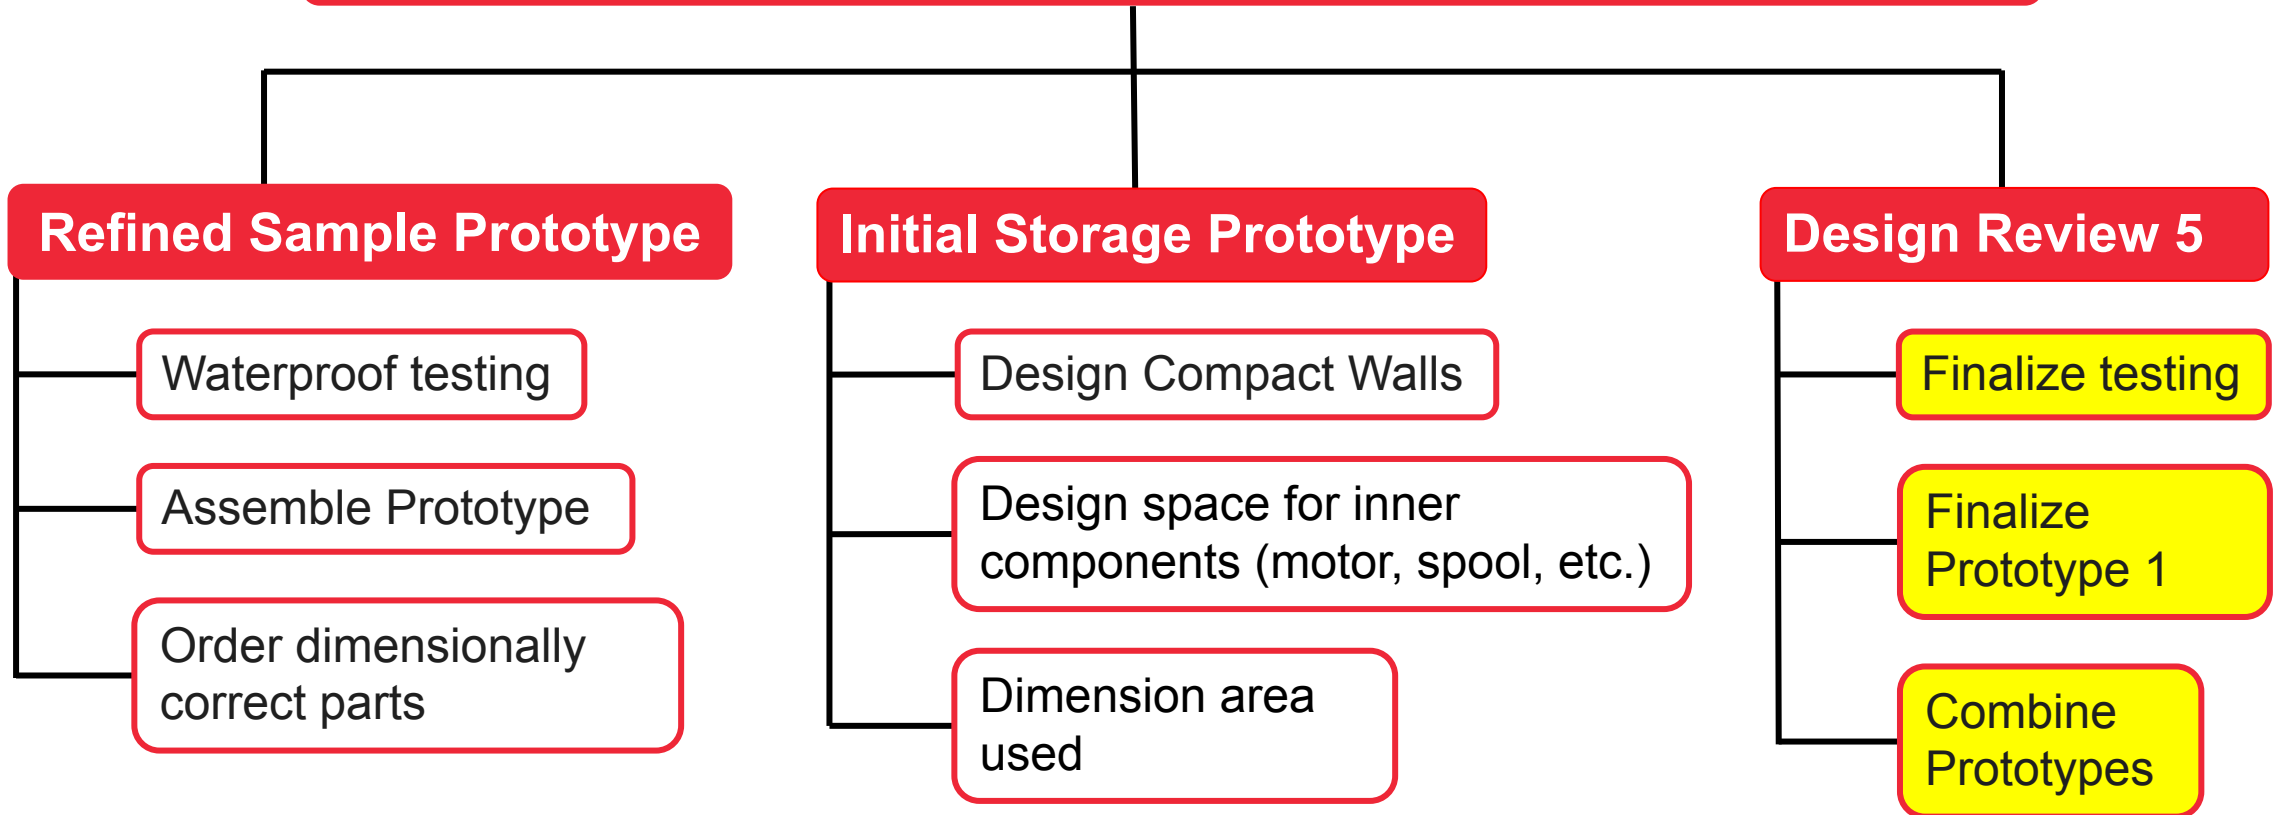 Refined Sample Prototype
Waterproof testing
Assemble Prototype
Order dimensionally
correct parts
Initial Storage Prototype
Design Compact Walls
Design space for inner
components (motor, spool, etc.)
Dimension area
used
Design Review 5
Finalize testing
Finalize
Prototype 1
Combine
Prototypes